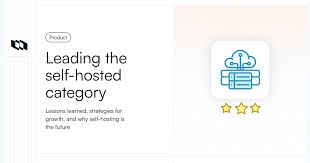 Product
Leading the
self-hosted
category
Lessons learned, strategies for
growth, and why self-hosting is
the future